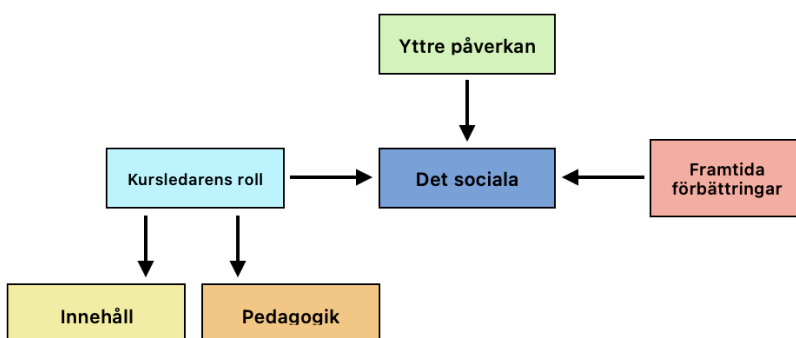 Yttre påverkan
Kursledarens roll
Det sociala
Framtida
förbättringar
Innehåll
Pedagogik